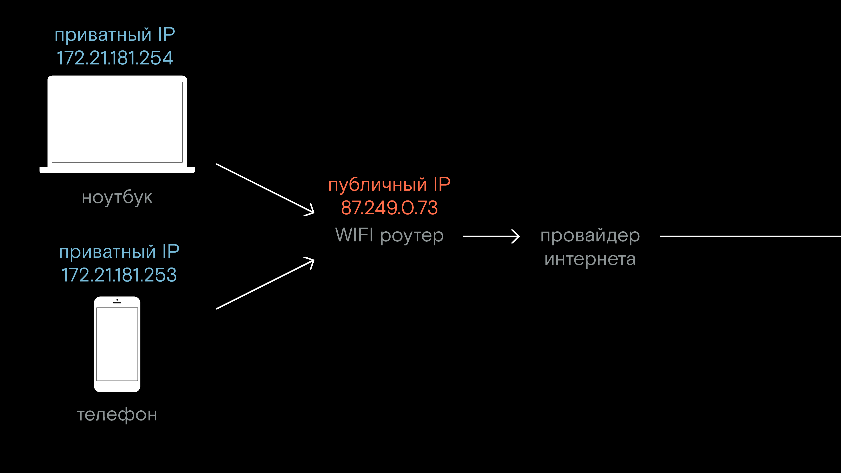 приватный IP
172.21.181.254
ноутбук
публичный IP
87.249.0.73
WIFI роутер
провайдер
интернета
приватный IP
172.21.181.253
телефон